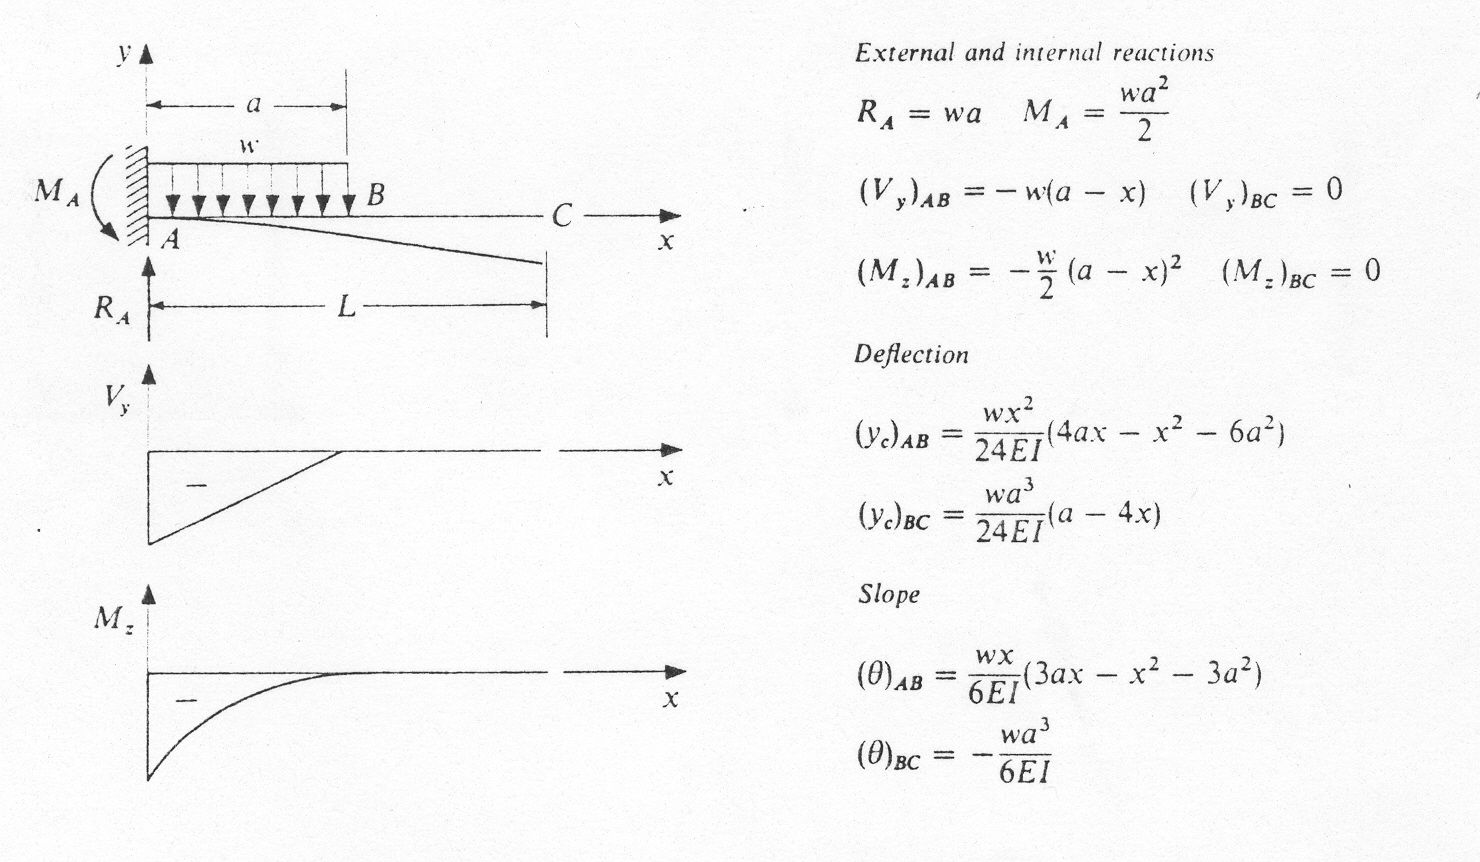 y
a
w
M_A
B
A
C
x
R_A
L
V_y
−
x
M_z
−
x
External and internal reactions
R_A = wa M_A = wa²/2
(V_y)_AB = − w(a − x) (V_y)_BC = 0
(M_z)_AB = − w/2 (a − x)² (M_z)_BC = 0
Deflection
(y_c)_AB = wx²/24EI (4ax − x² − 6a²)
(y_c)_BC = wa³/24EI (a − 4x)
Slope
(θ)_AB = wx/6EI (3ax − x² − 3a²)
(θ)_BC = − wa³/6EI